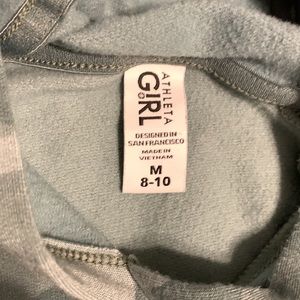 ATHLETA
GIRL
DESIGNED IN
SAN FRANCISCO
MADE IN
VIETNAM
M
8-10